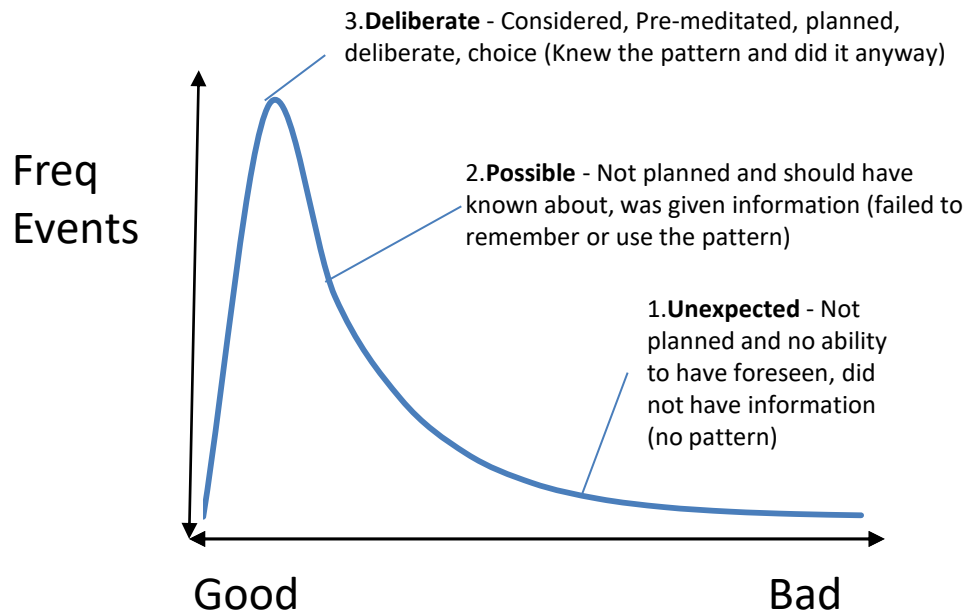 3.Deliberate - Considered, Pre-meditated, planned,
deliberate, choice (Knew the pattern and did it anyway)
Freq
Events
2.Possible - Not planned and should have
known about, was given information (failed to
remember or use the pattern)
1.Unexpected - Not
planned and no ability
to have foreseen, did
not have information
(no pattern)
Good
Bad